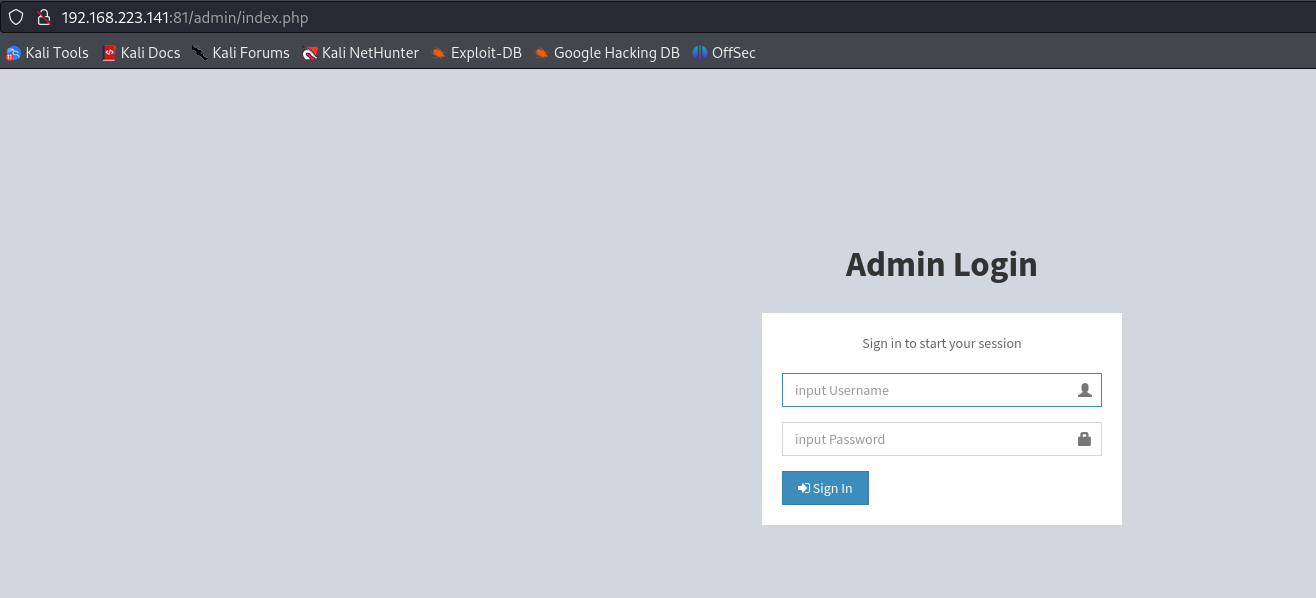 192.168.223.141:81/admin/index.php
Kali Tools Kali Docs Kali Forums Kali NetHunter Exploit-DB Google Hacking DB OffSec
Admin Login
Sign in to start your session
input Username
input Password
Sign In